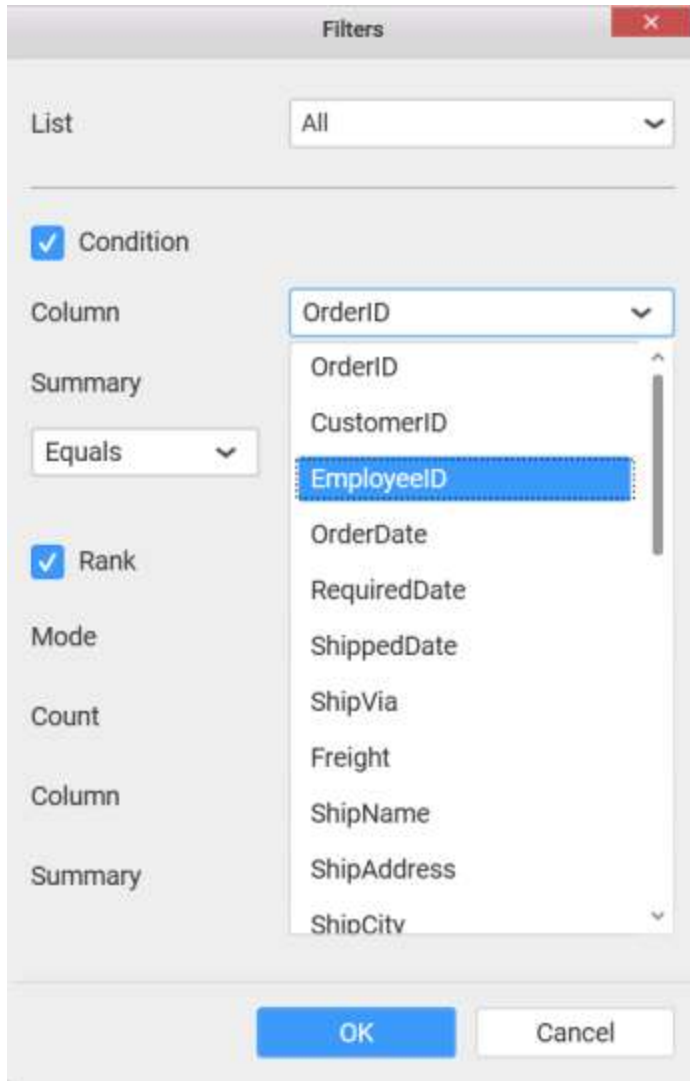 Filters
List
All
Condition
Column
OrderID
OrderID
Summary
CustomerID
Equals
EmployeeID
OrderDate
Rank
RequiredDate
Mode
ShippedDate
ShipVia
Count
Freight
Column
ShipName
ShipAddress
Summary
ShipCity
OK
Cancel